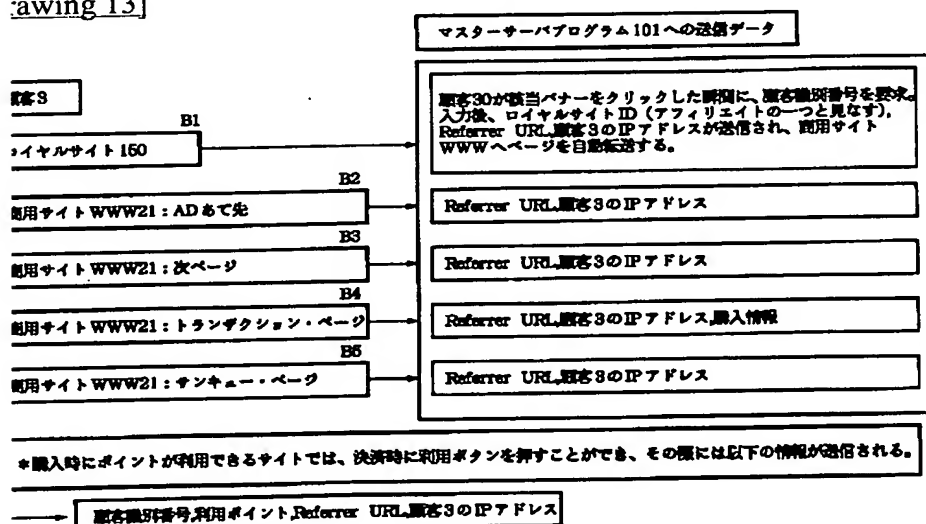 rawing 13]
マスターサーバプログラム101への送信データ
顧客3
B1
ロイヤルサイト150
顧客30が該当バナーをクリックした瞬間に、顧客識別番号を要求。
入力後、ロイヤルサイトID（アフィリエイトの一つと見なす)，
Referrer URL,顧客3のIPアドレスが送信され、商用サイト
WWWへページを自動転送する。
B2
商用サイトWWW21：ADあて先
Referrer URL,顧客3のIPアドレス
B3
商用サイトWWW21：次ページ
Referrer URL,顧客3のIPアドレス
B4
商用サイトWWW21：トランザクション・ページ
Referrer URL,顧客3のIPアドレス,購入情報
B5
商用サイトWWW21：サンキュー・ページ
Referrer URL,顧客3のIPアドレス
＊購入時にポイントが利用できるサイトでは、決済時に利用ボタンを押すことができ、その際には以下の情報が送信される。
顧客識別番号,利用ポイント,Referrer URL,顧客3のIPアドレス